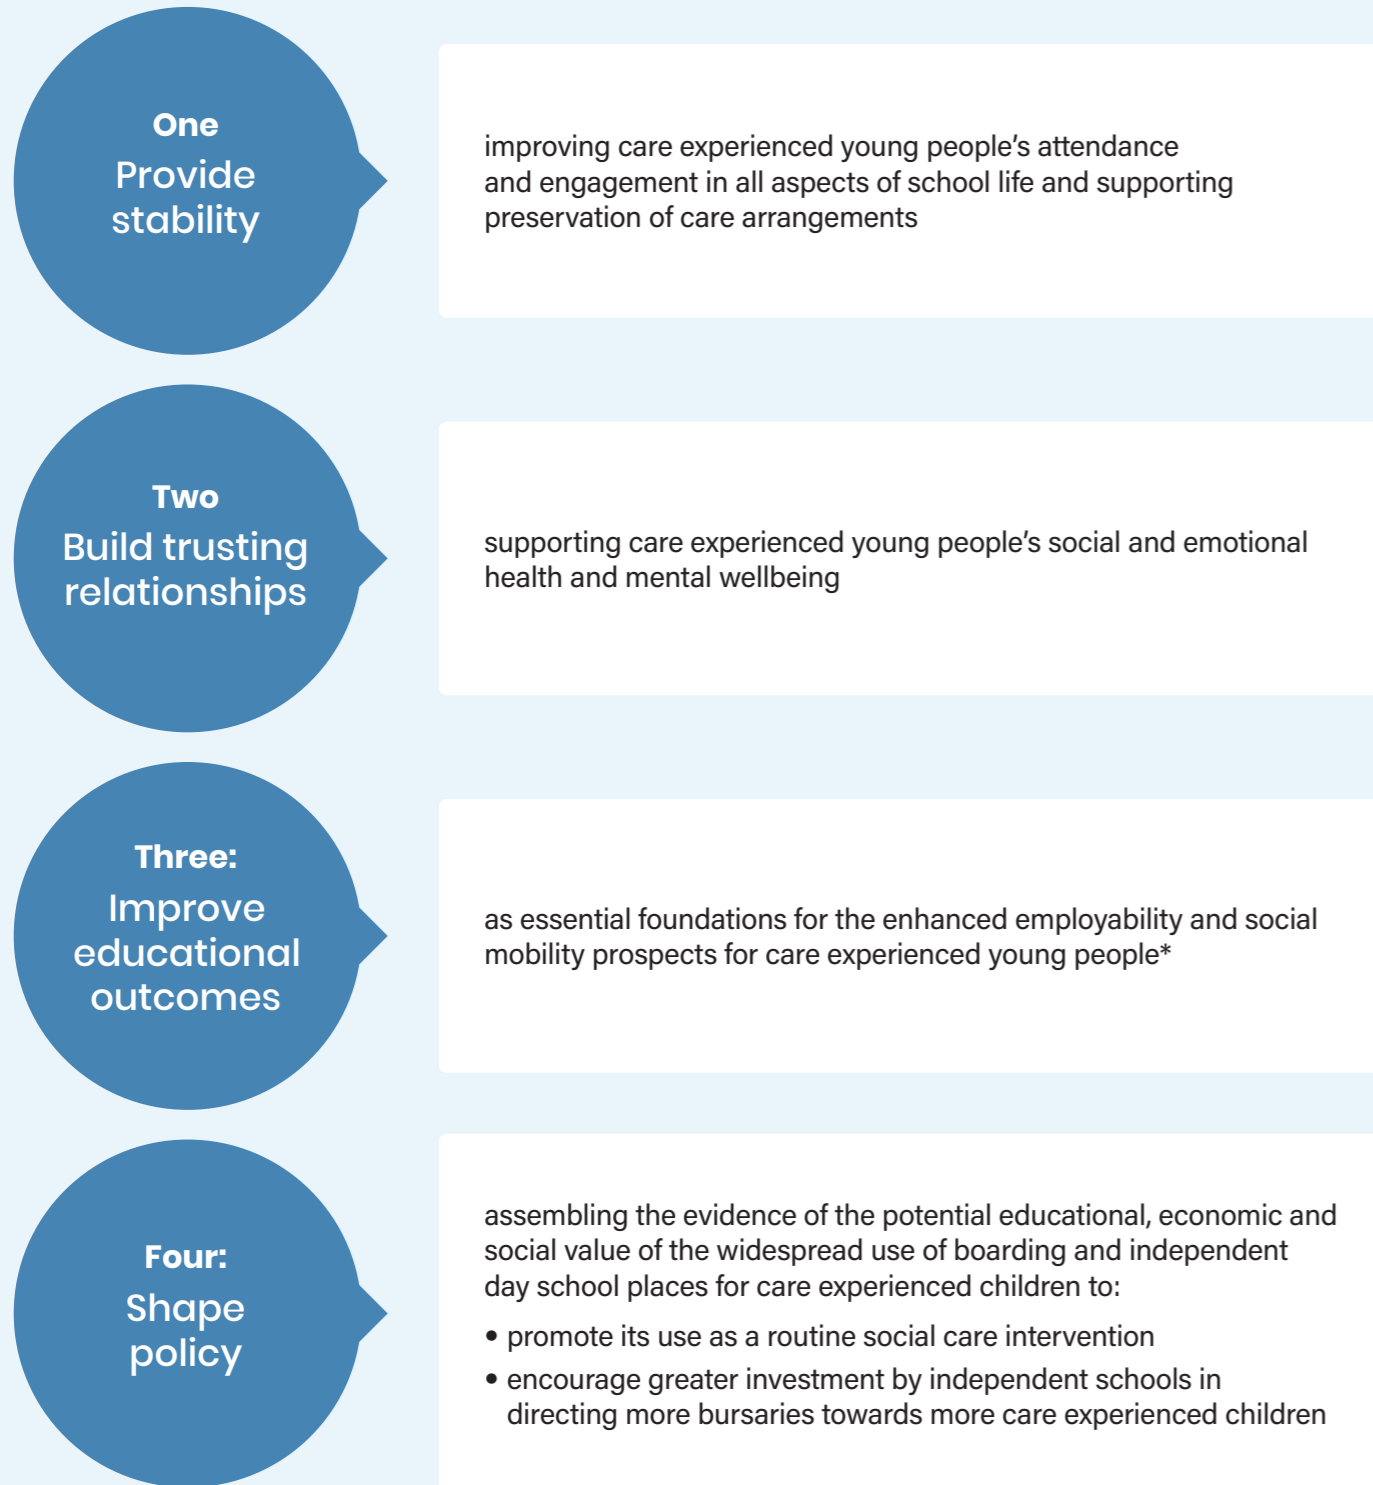 One
Provide
stability
improving care experienced young people’s attendance
and engagement in all aspects of school life and supporting
preservation of care arrangements
Two
Build trusting
relationships
supporting care experienced young people’s social and emotional
health and mental wellbeing
Three:
Improve
educational
outcomes
as essential foundations for the enhanced employability and social
mobility prospects for care experienced young people*
Four:
Shape
policy
assembling the evidence of the potential educational, economic and
social value of the widespread use of boarding and independent
day school places for care experienced children to:
• promote its use as a routine social care intervention
• encourage greater investment by independent schools in
directing more bursaries towards more care experienced children